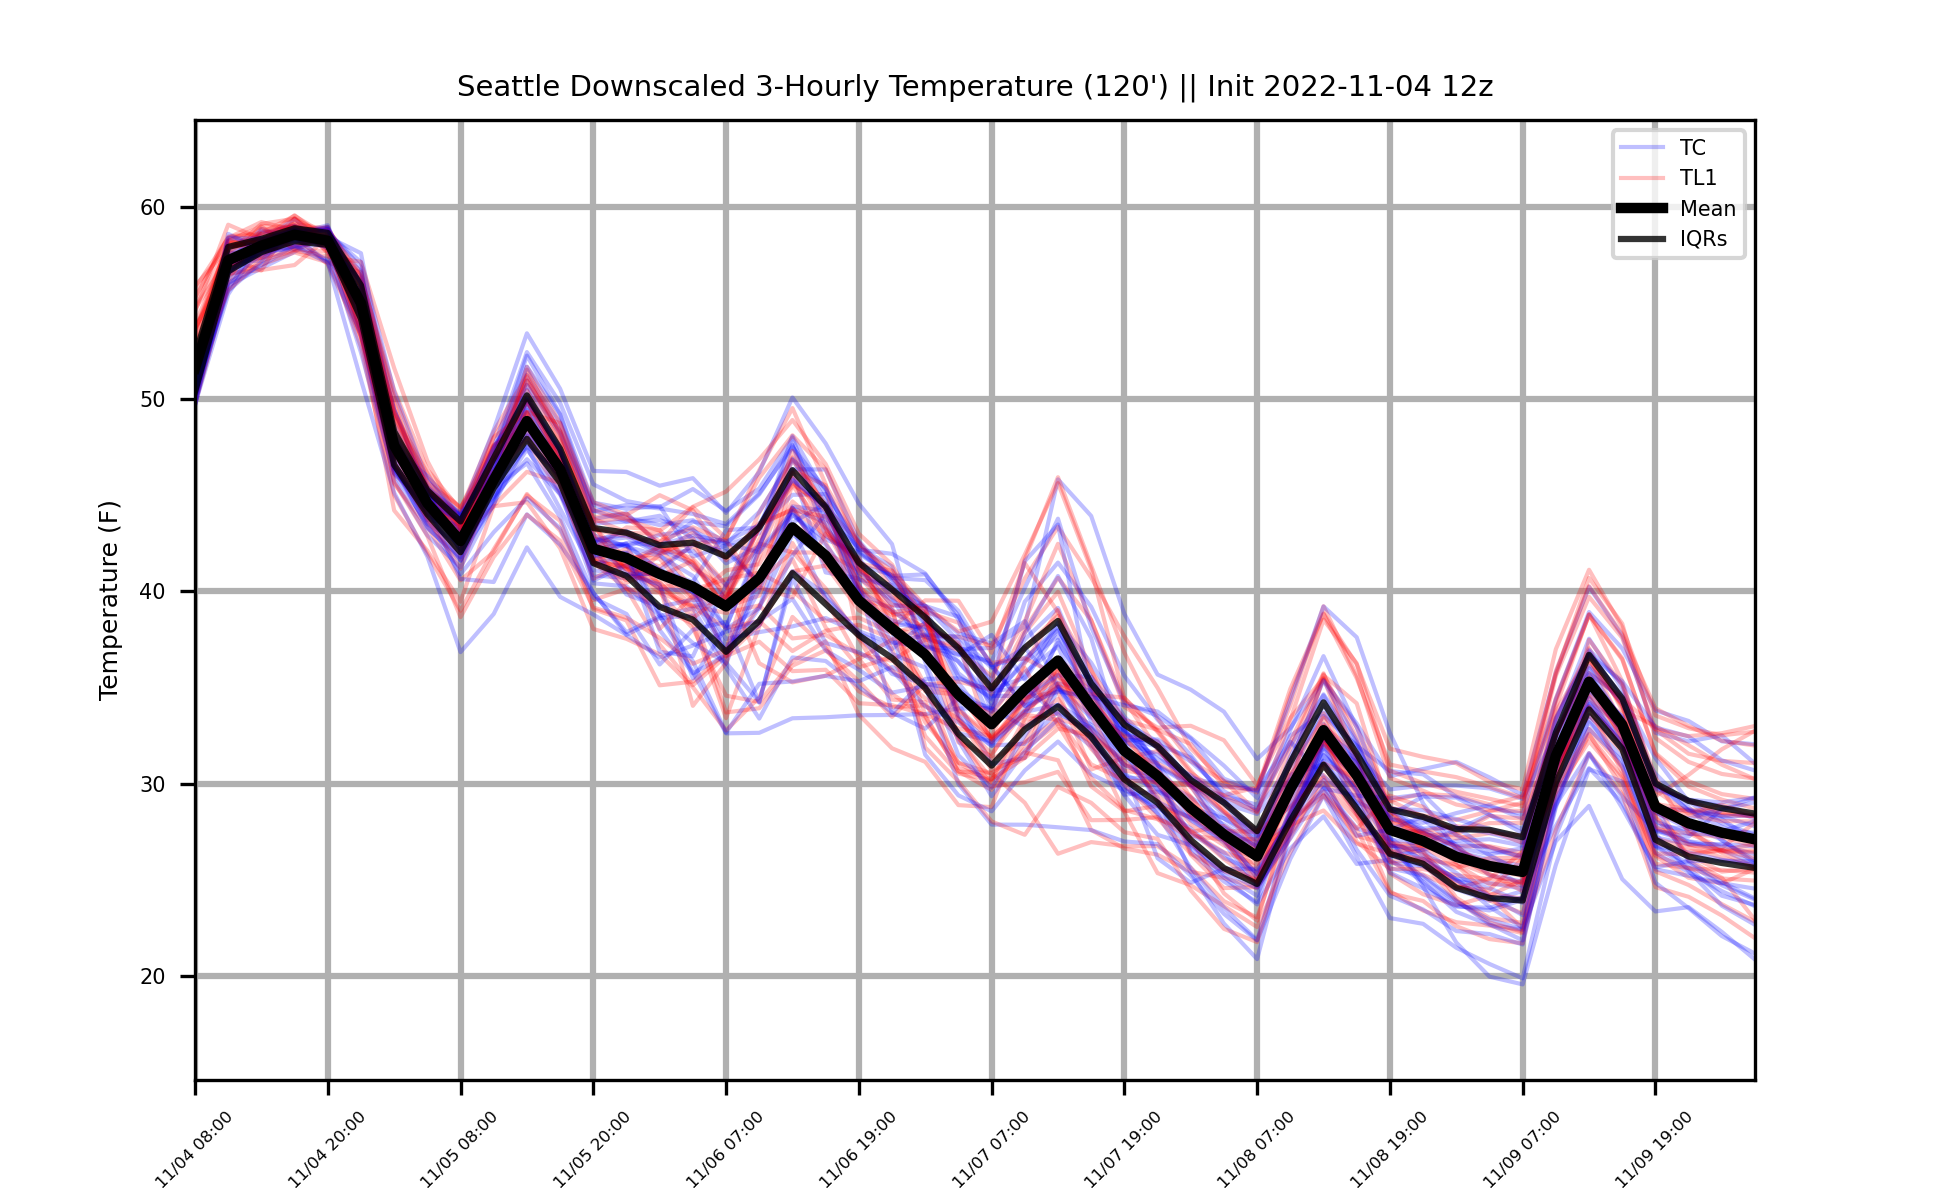 Seattle Downscaled 3-Hourly Temperature (120') || Init 2022-11-04 12z
TC
TL1
Mean
IQRs
Temperature (F)
60
50
40
30
20
11/04 08:00
11/04 20:00
11/05 08:00
11/05 20:00
11/06 07:00
11/06 19:00
11/07 07:00
11/07 19:00
11/08 07:00
11/08 19:00
11/09 07:00
11/09 19:00